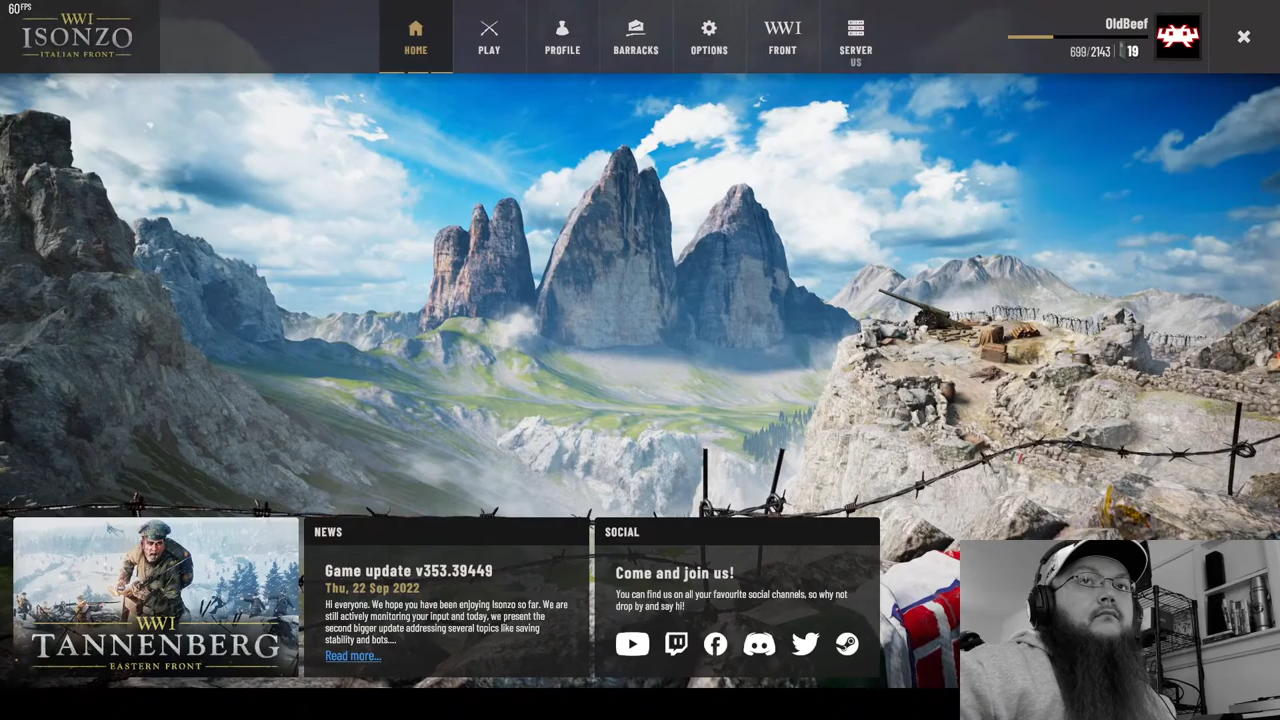 60FPS
WWI
ISONZO
ITALIAN FRONT
HOME
PLAY
PROFILE
BARRACKS
OPTIONS
WWI
FRONT
SERVER
US
OldBeef
699/2143 19
NEWS
Game update v353.39449
Thu, 22 Sep 2022
Hi everyone. We hope you have been enjoying Isonzo so far. We are
still actively monitoring your input and today, we present the
second bigger update addressing several topics like saving
stability and bots....
Read more...
SOCIAL
Come and join us!
You can find us on all your favourite social channels, so why not
drop by and say hi!
WWI
TANNENBERG
EASTERN FRONT